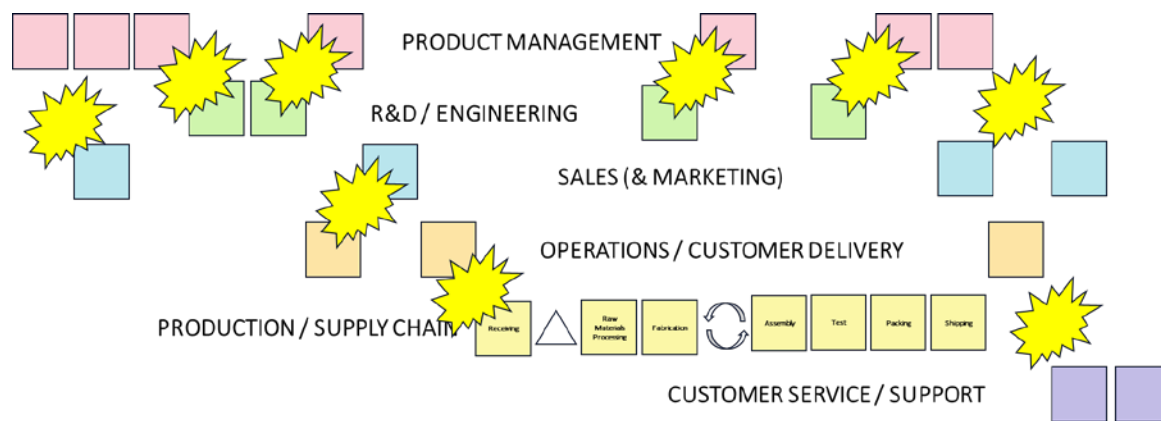 PRODUCT MANAGEMENT
R&D / ENGINEERING
SALES (& MARKETING)
OPERATIONS / CUSTOMER DELIVERY
PRODUCTION / SUPPLY CHAIN
Receiving
Raw
Materials
Processing
Fabrication
Assembly
Test
Packing
Shipping
CUSTOMER SERVICE / SUPPORT